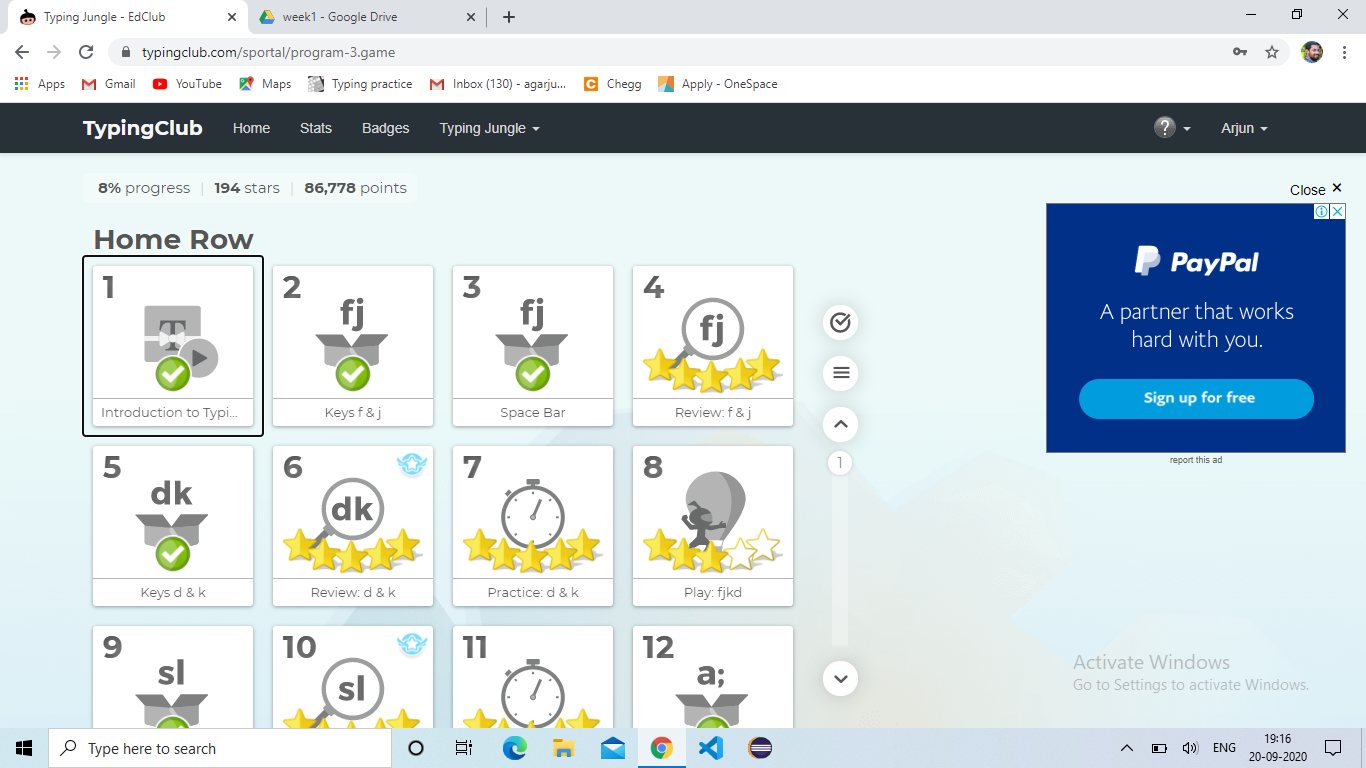 Typing Jungle - EdClub
week1 - Google Drive
typingclub.com/sportal/program-3.game
Apps Gmail YouTube Maps Typing practice Inbox (130) - agarju... Chegg Apply - OneSpace
TypingClub Home Stats Badges Typing Jungle ? Arjun
8% progress | 194 stars | 86,778 points
Close ×
Home Row
1
T
Introduction to Typi...
2
fj
Keys f & j
3
fj
Space Bar
4
fj
Review: f & j
1
PayPal
A partner that works
hard with you.
Sign up for free
report this ad
5
dk
Keys d & k
6
dk
Review: d & k
7
Practice: d & k
8
Play: fjkd
9
sl
10
sl
11
12
a;
Activate Windows
Go to Settings to activate Windows.
Type here to search
ENG
19:16
20-09-2020